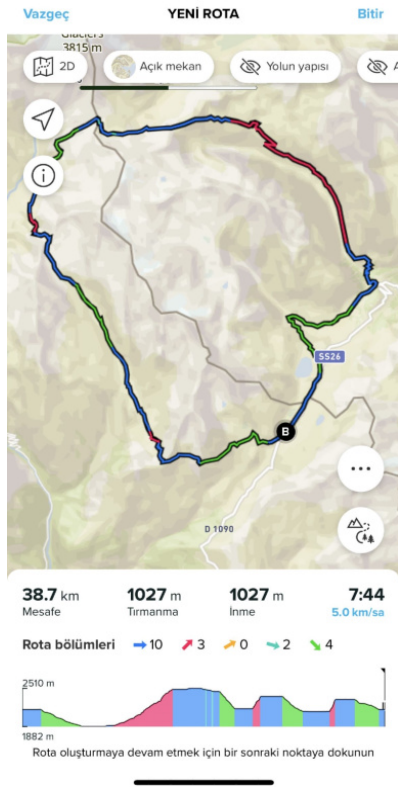 Vazgeç YENİ ROTA Bitir
Glaciers
3815 m
2D Açık mekan Yolun yapısı
SS26
B
D 1090
38.7 km 1027 m 1027 m 7:44
Mesafe Tırmanma İnme 5.0 km/sa
Rota bölümleri 10 3 0 2 4
2510 m
1882 m
Rota oluşturmaya devam etmek için bir sonraki noktaya dokunun